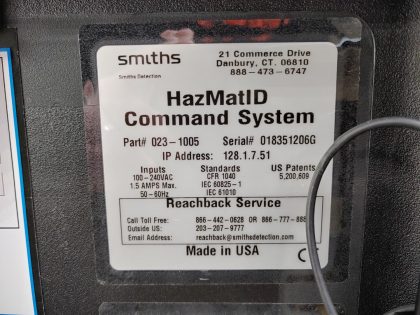 smiths
Smiths Detection
21 Commerce Drive
Danbury, CT. 06810
888-473-6747
HazMatID
Command System
Part# 023-1005 Serial# 018351206G
IP Address: 128.1.7.51
Inputs
100-240VAC
1.5 AMPS Max.
50-60Hz
Standards
CFR 1040
IEC 60825-1
IEC 61010
US Patents
5,200,609
Reachback Service
Call Toll Free: 866-442-0628 OR 866-777-888
Outside US: 203-207-9777
Email Address: reachback@smithsdetection.com
Made in USA